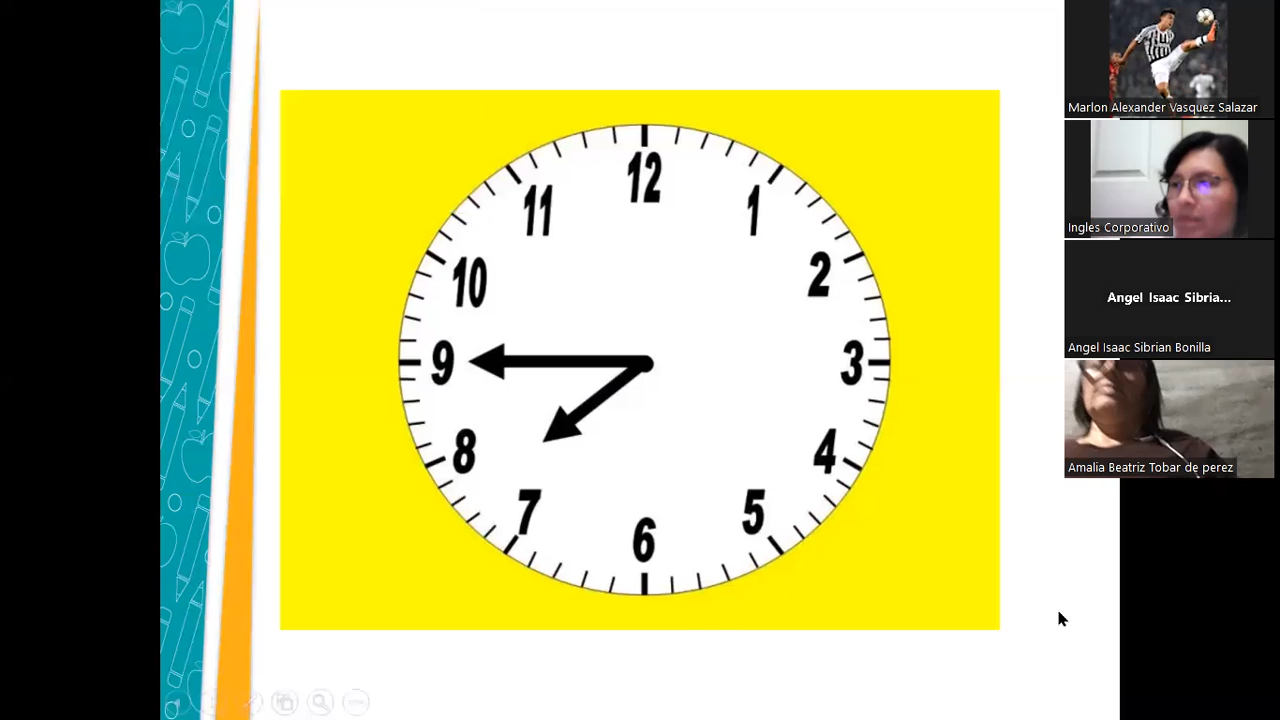 12
11
1
10
2
9
3
8
4
7
5
6
Marlon Alexander Vasquez Salazar
Ingles Corporativo
Angel Isaac Sibria...
Angel Isaac Sibrian Bonilla
Amalia Beatriz Tobar de perez